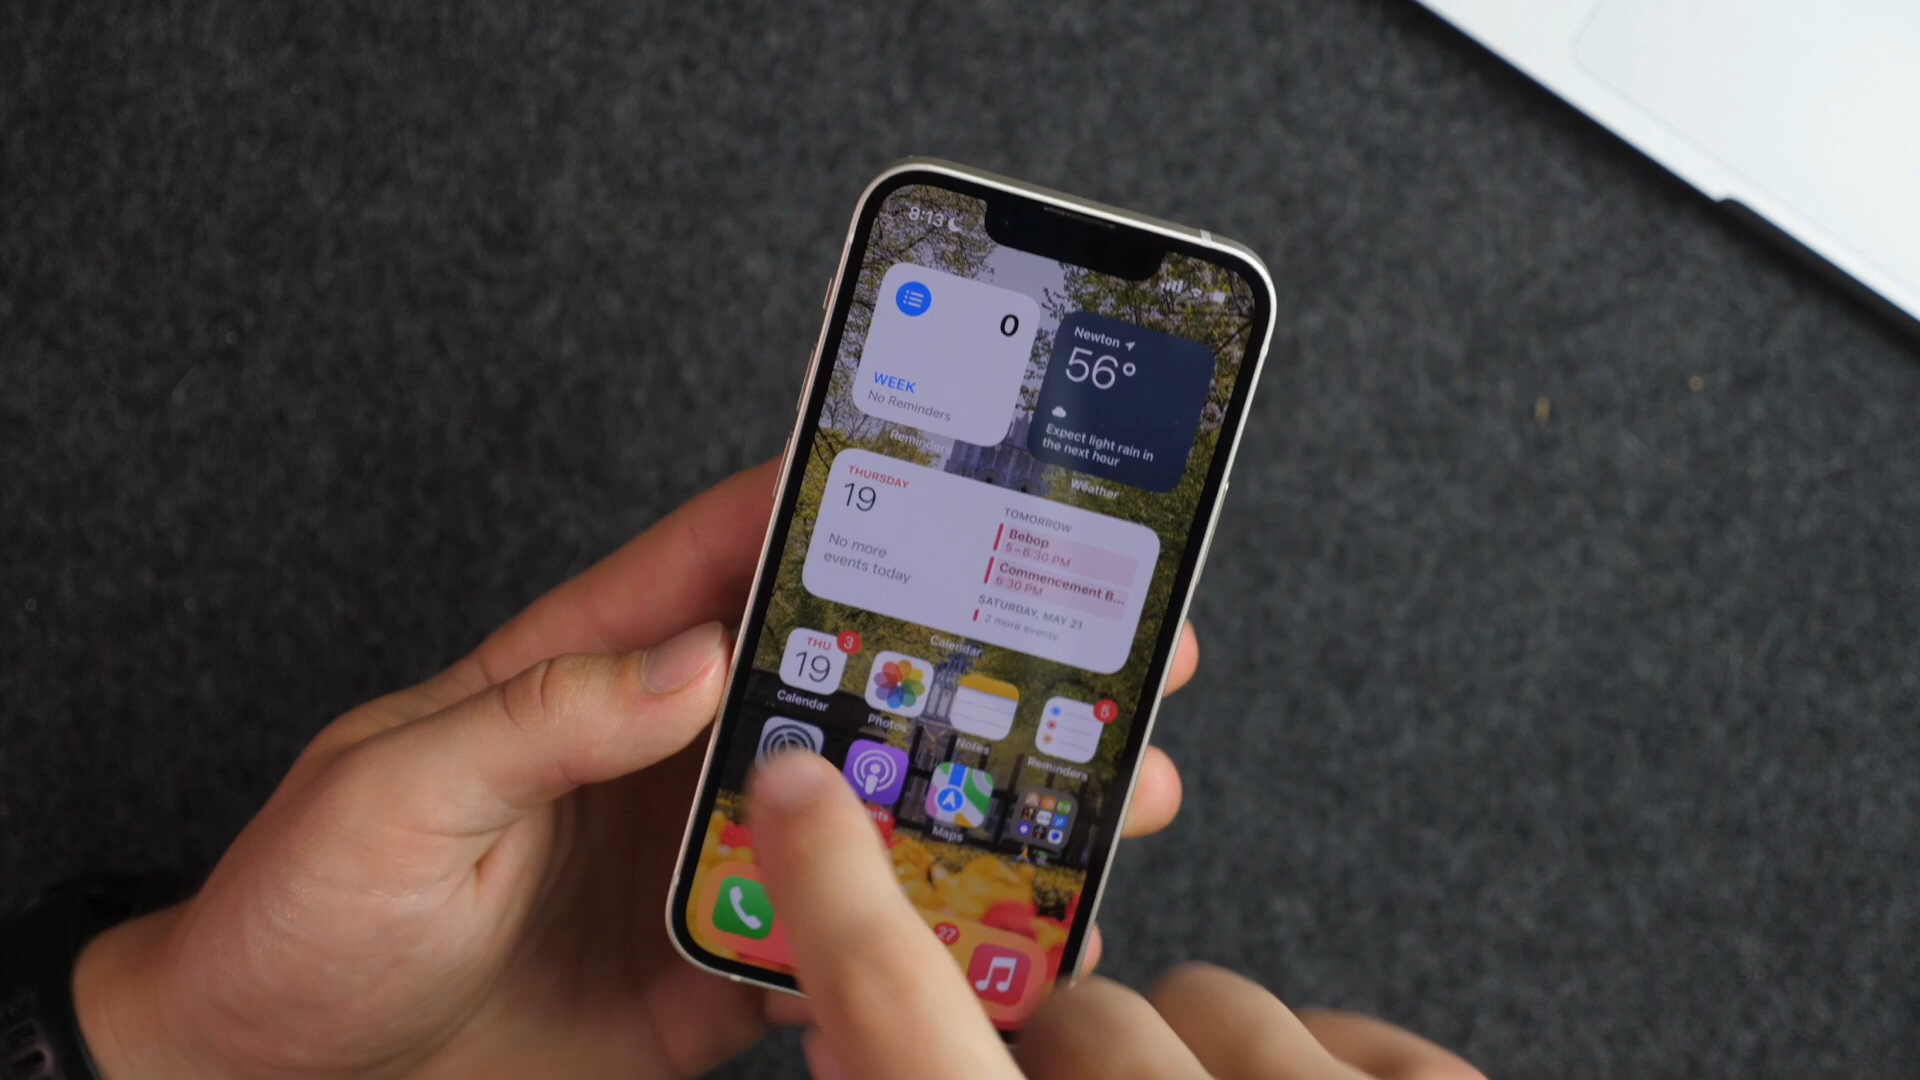 8:13
0
WEEK
No Reminders
Reminders
Newton
56°
Expect light rain in
the next hour
Weather
THURSDAY
19
No more
events today
TOMORROW
Bebop
5–6:30 PM
Commencement B...
6:30 PM
SATURDAY, MAY 21
2 more events
Calendar
THU
19
3
Calendar
Photos
Notes
5
Reminders
Maps
27